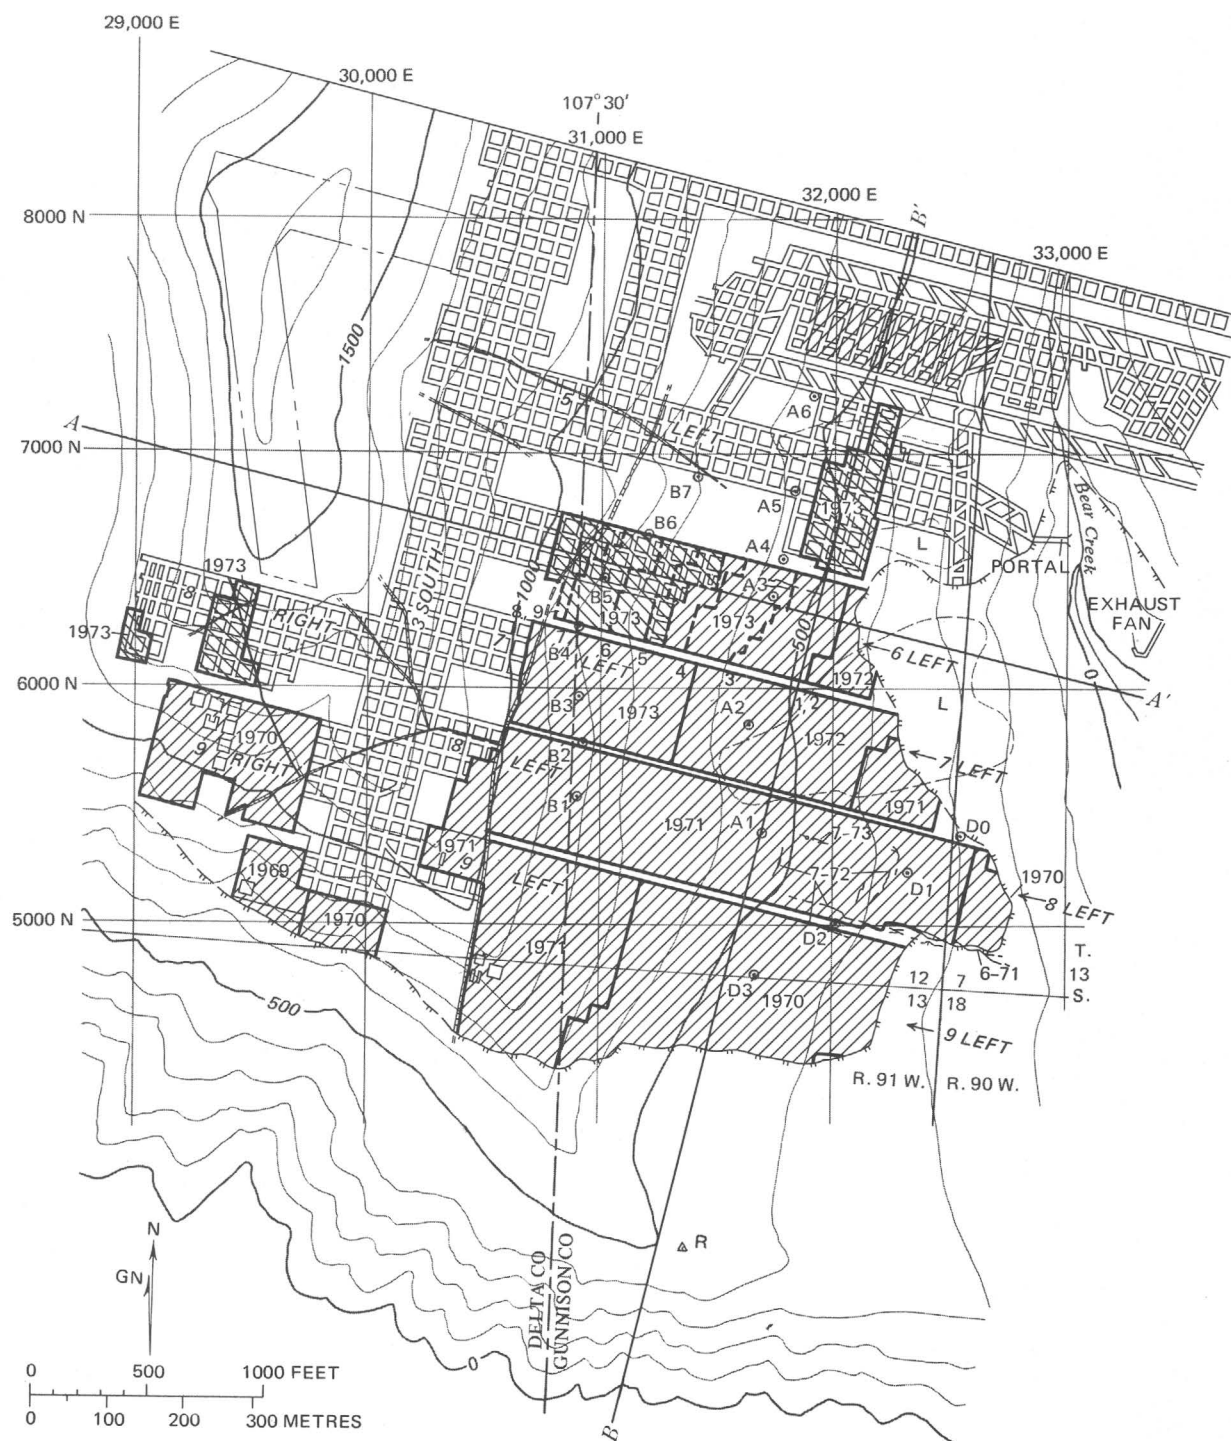 29,000 E
30,000 E
107°30'
31,000 E
32,000 E
B'
33,000 E
8000 N
1500
5
LEFT
A6
A
7000 N
B7
A5
1973
B6
A4
L
PORTAL
Bear Creek
1973
8
RIGHT
3 SOUTH
1000
B5
A3
EXHAUST
FAN
1973
9
1973
1973
500
0
7
B4
6
5
4
3
1, 2
1972
6 LEFT
A'
6000 N
LEFT
B3
1973
A2
1972
L
1970
9
RIGHT
8
B2
LEFT
7 LEFT
1971
B1
1971
A1
7-73
D0
1971
9
7-72
D1
1970
8 LEFT
1969
LEFT
5000 N
1970
D2
6-71
T.
13
S.
1971
12
7
D3
1970
13
18
500
9 LEFT
R. 91 W.
R. 90 W.
N
GN
R
DELTA CO
GUNNISON CO
0
0 500 1000 FEET
0 100 200 300 METRES
B